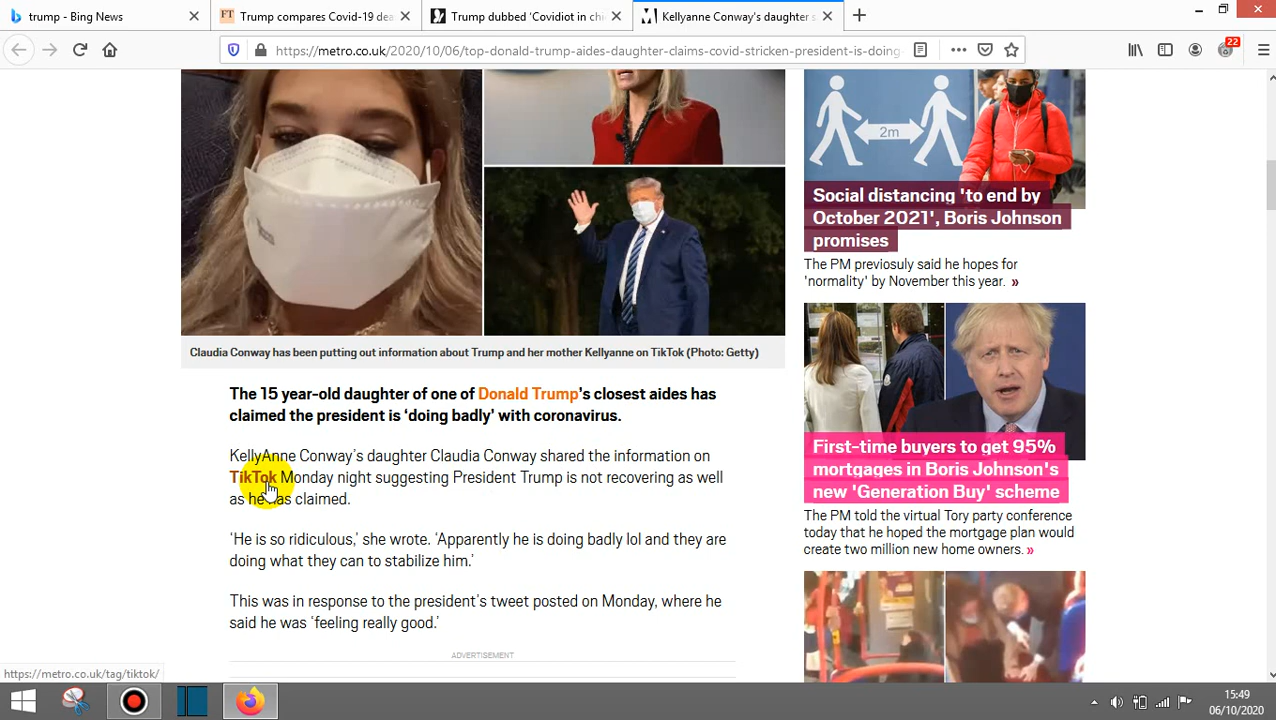 trump - Bing News
FT
Trump compares Covid-19 dea
Trump dubbed 'Covidiot in chi
Kellyanne Conway's daughter s
https://metro.co.uk/2020/10/06/top-donald-trump-aides-daughter-claims-covid-stricken-president-is-doing
22
2m
Social distancing 'to end by
October 2021', Boris Johnson
promises
The PM previosuly said he hopes for
'normality' by November this year. »
Claudia Conway has been putting out information about Trump and her mother Kellyanne on TikTok (Photo: Getty)
The 15 year-old daughter of one of Donald Trump's closest aides has
claimed the president is 'doing badly' with coronavirus.
KellyAnne Conway's daughter Claudia Conway shared the information on
TikTok Monday night suggesting President Trump is not recovering as well
as he has claimed.
'He is so ridiculous,' she wrote. 'Apparently he is doing badly lol and they are
doing what they can to stabilize him.'
This was in response to the president's tweet posted on Monday, where he
said he was 'feeling really good.'
ADVERTISEMENT
First-time buyers to get 95%
mortgages in Boris Johnson's
new 'Generation Buy' scheme
The PM told the virtual Tory party conference
today that he hoped the mortgage plan would
create two million new home owners. »
https://metro.co.uk/tag/tiktok/
15:49
06/10/2020